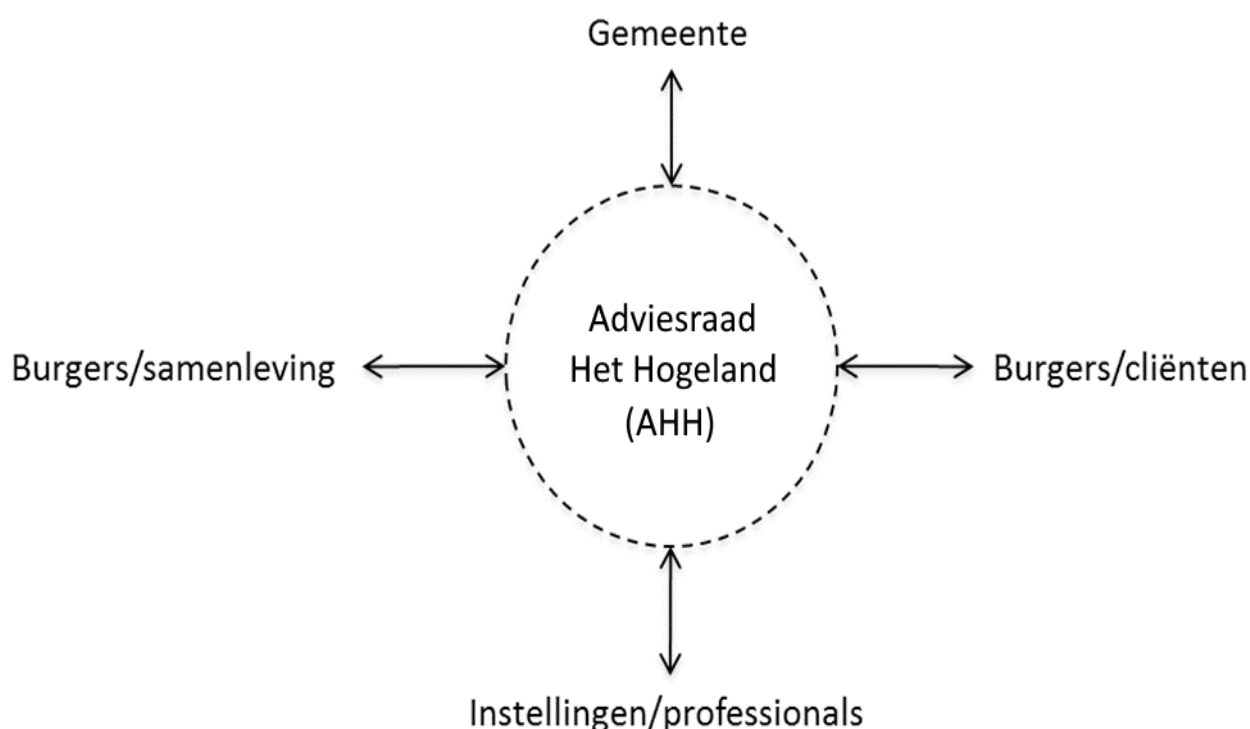 Gemeente
Adviesraad
Het Hogeland
(AHH)
Burgers/samenleving
Burgers/cliënten
Instellingen/professionals